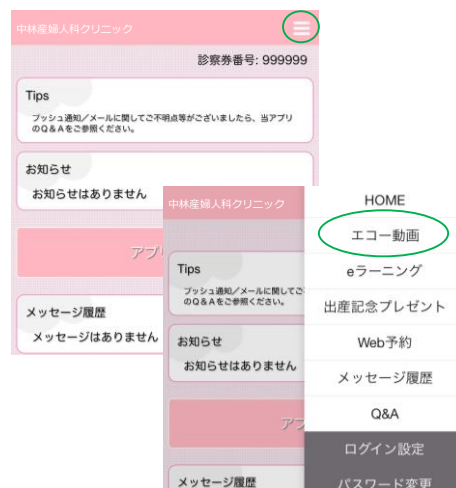 中林産婦人科クリニック
診察券番号: 999999
Tips
プッシュ通知／メールに関してご不明点等がございましたら、当アプリ
のQ&Aをご参照ください。
お知らせ
お知らせはありません
アプ
メッセージ履歴
メッセージはありません
中林産婦人科クリニック
Tips
プッシュ通知／メールに関してご
のQ&Aをご参照ください。
お知らせ
お知らせはありません
アプ
メッセージ履歴
HOME
エコー動画
eラーニング
出産記念プレゼント
Web予約
メッセージ履歴
Q&A
ログイン設定
パスワード変更